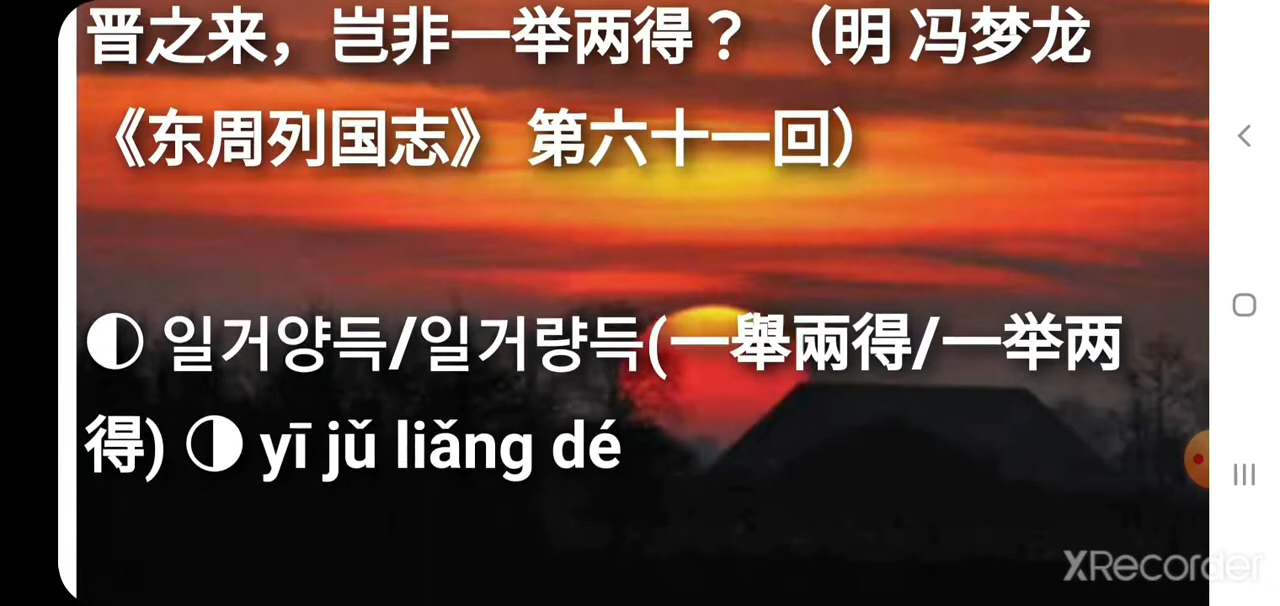 晋之来，岂非一举两得？ （明 冯梦龙
《东周列国志》 第六十一回）
◐ 일거양득/일거량득(一舉兩得/一举两
得) ◑ yī jǔ liǎng dé
XRecorder